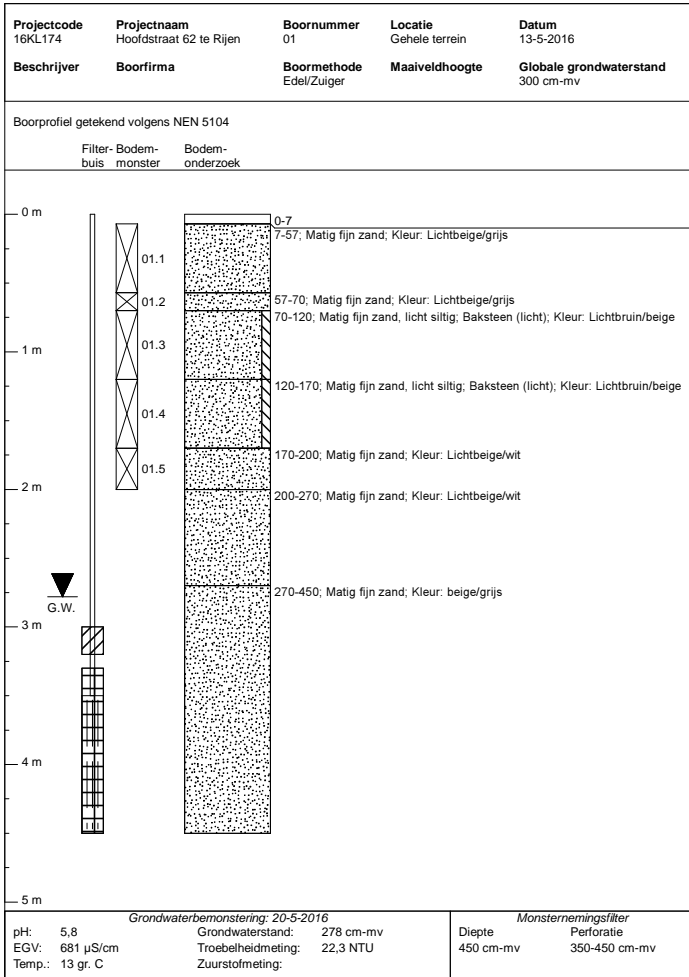 Projectcode Projectnaam Boornummer Locatie Datum
16KL174 Hoofdstraat 62 te Rijen 01 Gehele terrein 13-5-2016
Beschrijver Boorfirma Boormethode Maaiveldhoogte Globale grondwaterstand
Edel/Zuiger 300 cm-mv
Boorprofiel getekend volgens NEN 5104
Filter- Bodem- Bodem-
buis monster onderzoek
0 m
0-7
7-57; Matig fijn zand; Kleur: Lichtbeige/grijs
01.1
57-70; Matig fijn zand; Kleur: Lichtbeige/grijs
01.2
70-120; Matig fijn zand, licht siltig; Baksteen (licht); Kleur: Lichtbruin/beige
01.3
1 m
120-170; Matig fijn zand, licht siltig; Baksteen (licht); Kleur: Lichtbruin/beige
01.4
170-200; Matig fijn zand; Kleur: Lichtbeige/wit
01.5
2 m
200-270; Matig fijn zand; Kleur: Lichtbeige/wit
270-450; Matig fijn zand; Kleur: beige/grijs
G.W.
3 m
4 m
5 m
Grondwaterbemonstering: 20-5-2016 Monsternemingsfilter
pH: 5,8 Grondwaterstand: 278 cm-mv Diepte Perforatie
EGV: 681 µS/cm Troebelheidmeting: 22,3 NTU 450 cm-mv 350-450 cm-mv
Temp.: 13 gr. C Zuurstofmeting: